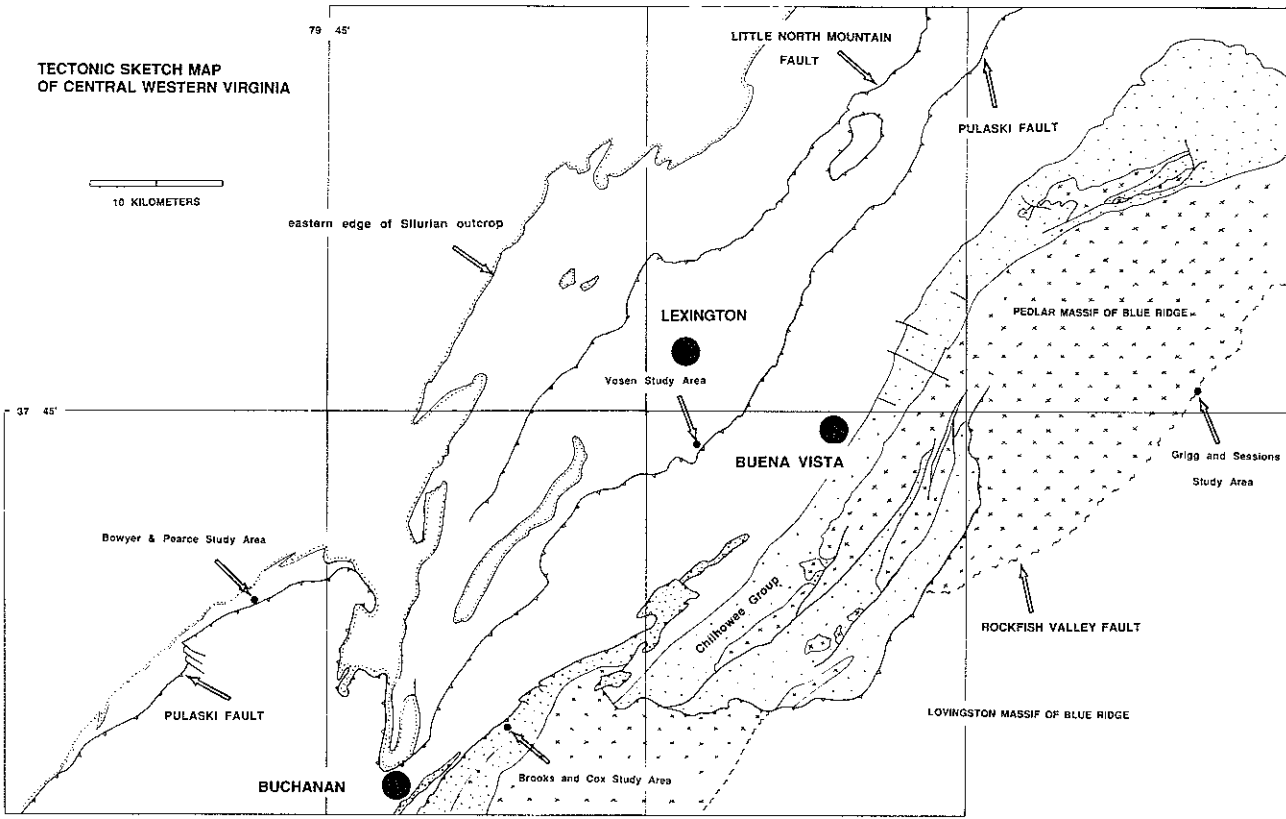 79 45'
LITTLE NORTH MOUNTAIN
FAULT
TECTONIC SKETCH MAP
OF CENTRAL WESTERN VIRGINIA
PULASKI FAULT
10 KILOMETERS
eastern edge of Silurian outcrop
LEXINGTON
PEDLAR MASSIF OF BLUE RIDGE
Yosen Study Area
37 45'
BUENA VISTA
Grigg and Sessions
Study Area
Bowyer & Pearce Study Area
Chilhowee Group
ROCKFISH VALLEY FAULT
PULASKI FAULT
LOVINGSTON MASSIF OF BLUE RIDGE
Brooks and Cox Study Area
BUCHANAN